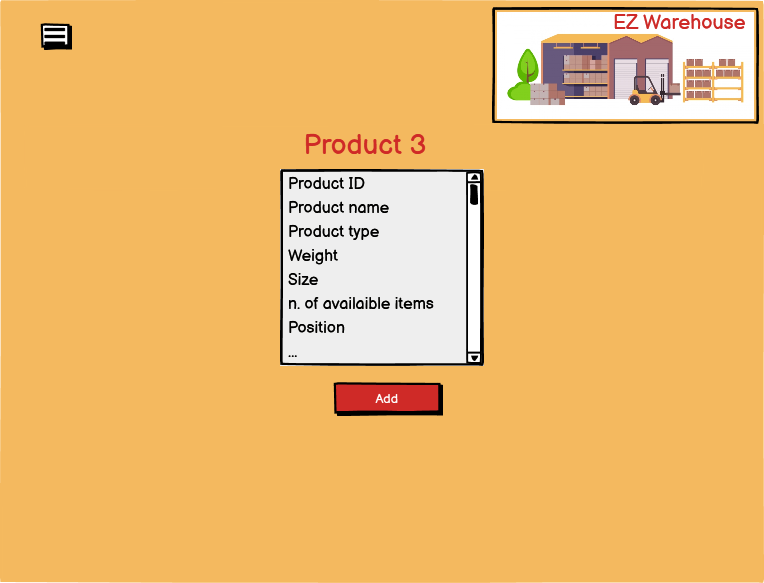 EZ Warehouse
Product 3
Product ID
Product name
Product type
Weight
Size
n. of availaible items
Position
...
Add